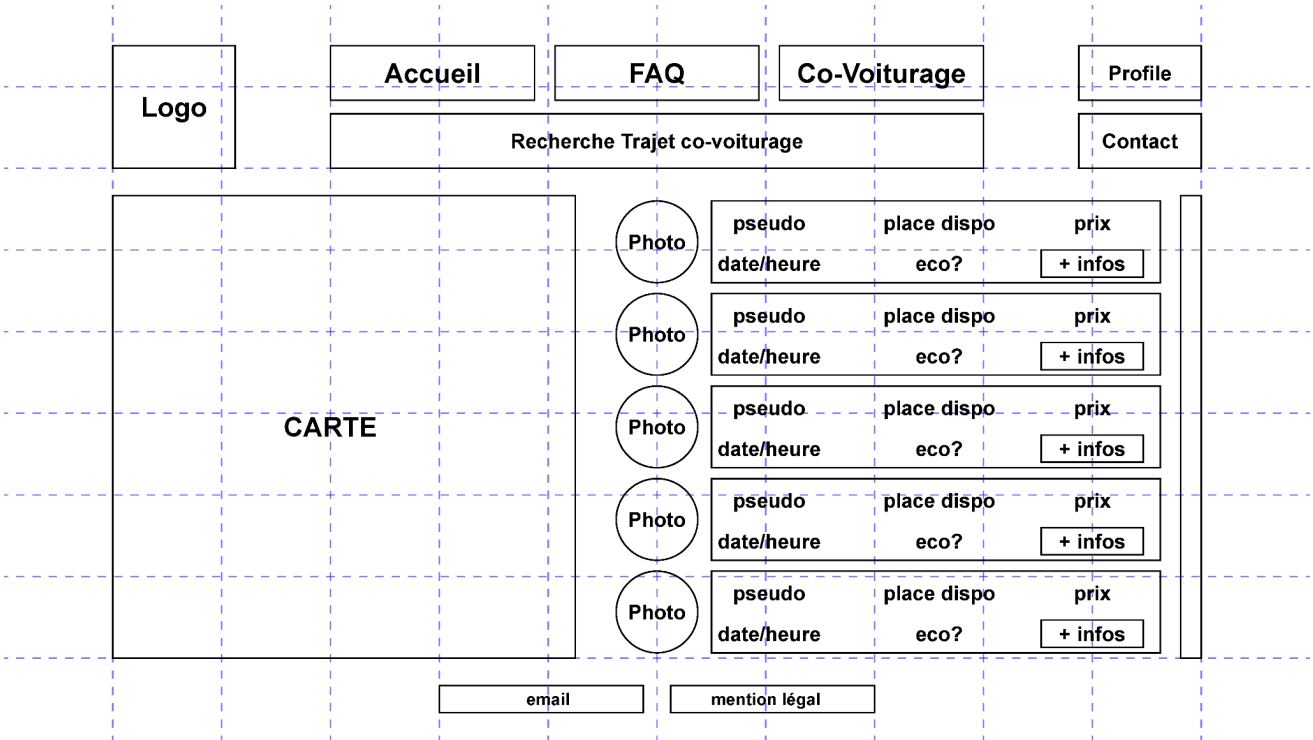 Logo
Accueil
FAQ
Co-Voiturage
Profile
Recherche Trajet co-voiturage
Contact
CARTE
Photo
pseudo place dispo prix
date/heure eco? + infos
Photo
pseudo place dispo prix
date/heure eco? + infos
Photo
pseudo place dispo prix
date/heure eco? + infos
Photo
pseudo place dispo prix
date/heure eco? + infos
Photo
pseudo place dispo prix
date/heure eco? + infos
email
mention légal